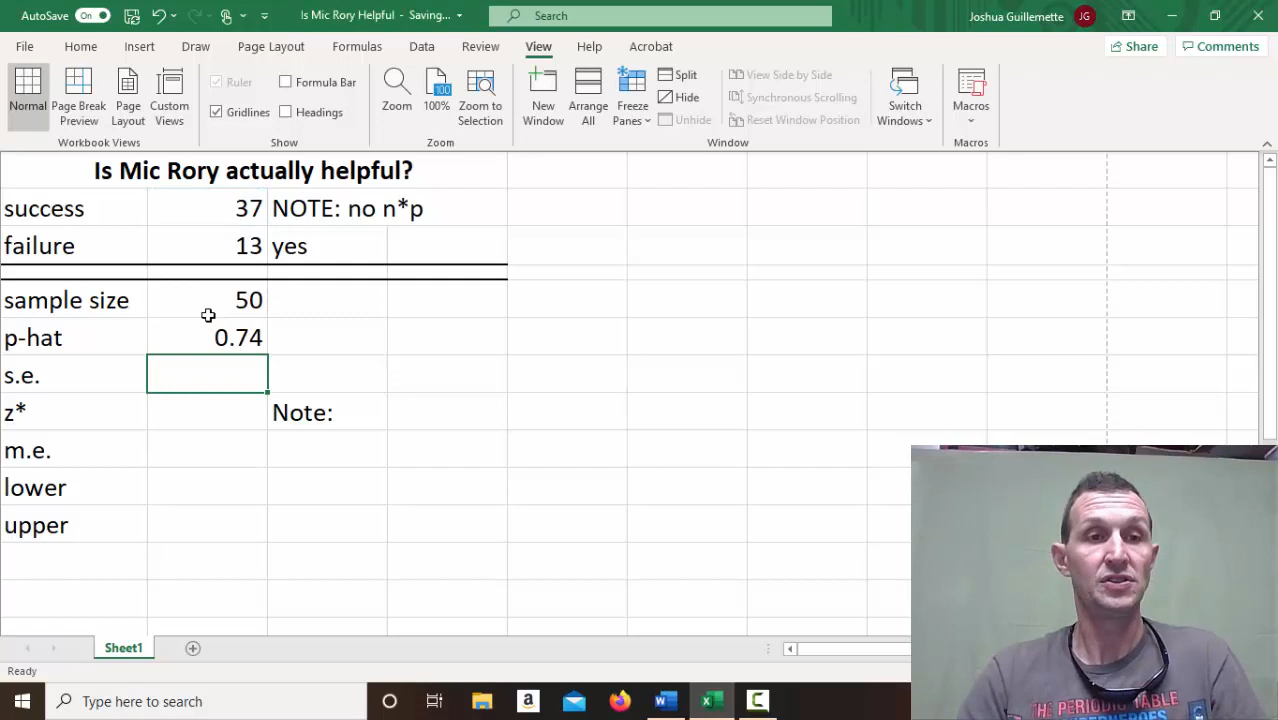 AutoSave On Is Mic Rory Helpful - Saving... Search Joshua Guillemette JG
File Home Insert Draw Page Layout Formulas Data Review View Help Acrobat Share Comments
Normal Page Break Preview Page Layout Custom Views
Workbook Views
Ruler Formula Bar
Gridlines Headings
Show
Zoom 100% Zoom to Selection
100
Zoom
New Window Arrange All Freeze Panes
Split
Hide
Unhide
View Side by Side
Synchronous Scrolling
Reset Window Position
Switch Windows
Window
Macros
Macros
Is Mic Rory actually helpful?
success 37 NOTE: no n*p
failure 13 yes
sample size 50
p-hat 0.74
s.e.
z* Note:
m.e.
lower
upper
Sheet1
Ready
THE PERIODIC TABLE
Type here to search